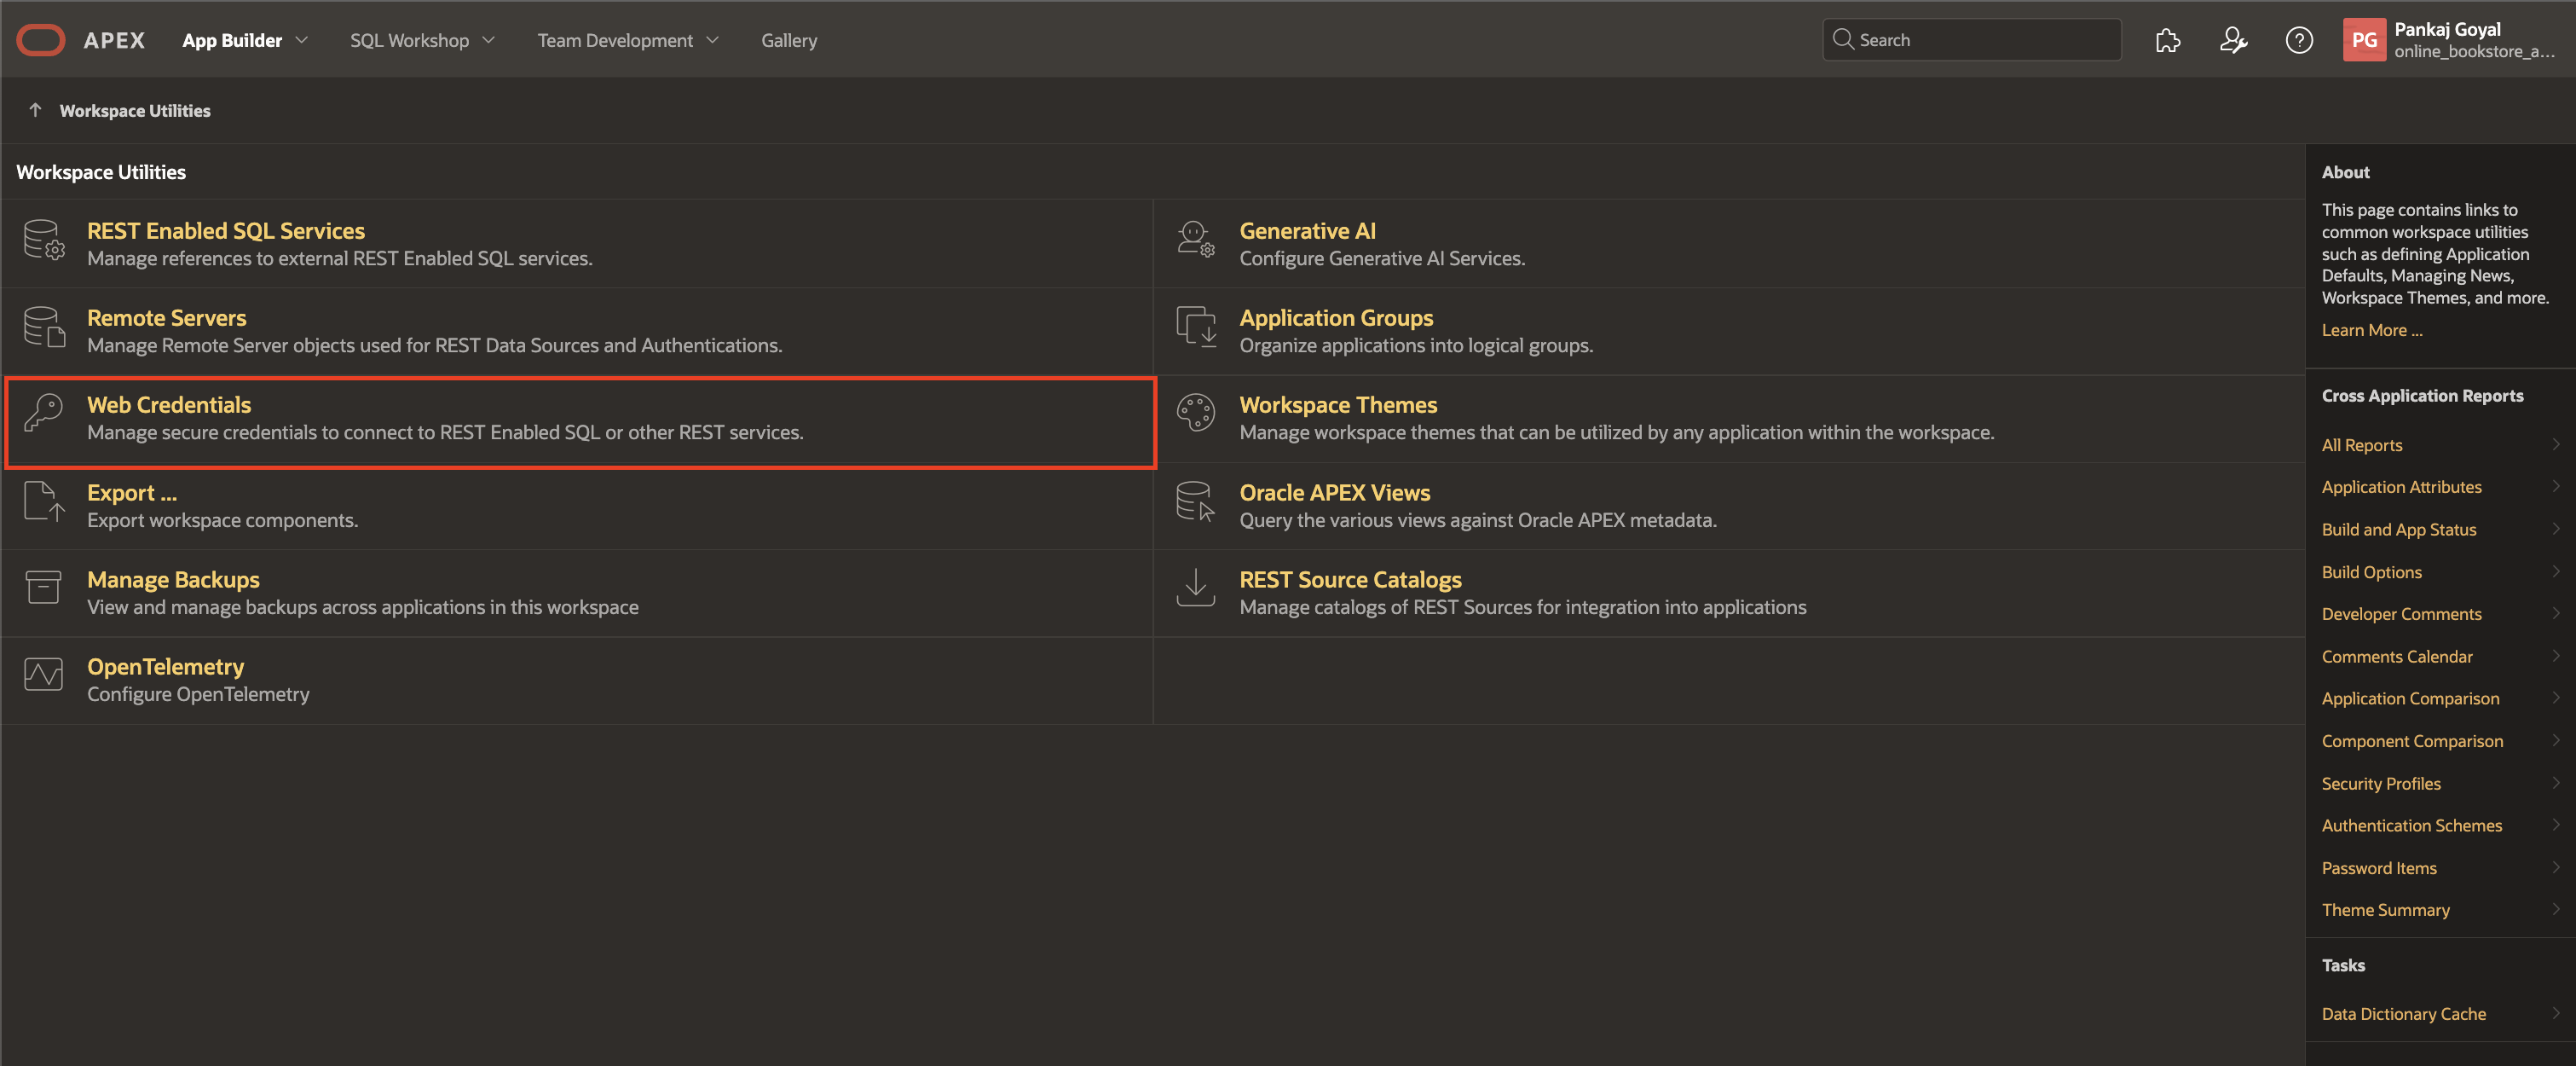 APEX
App Builder
SQL Workshop
Team Development
Gallery
Search
PG
Pankaj Goyal
online_bookstore_a...
Workspace Utilities
Workspace Utilities
REST Enabled SQL Services
Manage references to external REST Enabled SQL services.
Generative AI
Configure Generative AI Services.
Remote Servers
Manage Remote Server objects used for REST Data Sources and Authentications.
Application Groups
Organize applications into logical groups.
Web Credentials
Manage secure credentials to connect to REST Enabled SQL or other REST services.
Workspace Themes
Manage workspace themes that can be utilized by any application within the workspace.
Export ...
Export workspace components.
Oracle APEX Views
Query the various views against Oracle APEX metadata.
Manage Backups
View and manage backups across applications in this workspace
REST Source Catalogs
Manage catalogs of REST Sources for integration into applications
OpenTelemetry
Configure OpenTelemetry
About
This page contains links to
common workspace utilities
such as defining Application
Defaults, Managing News,
Workspace Themes, and more.
Learn More ...
Cross Application Reports
All Reports
Application Attributes
Build and App Status
Build Options
Developer Comments
Comments Calendar
Application Comparison
Component Comparison
Security Profiles
Authentication Schemes
Password Items
Theme Summary
Tasks
Data Dictionary Cache